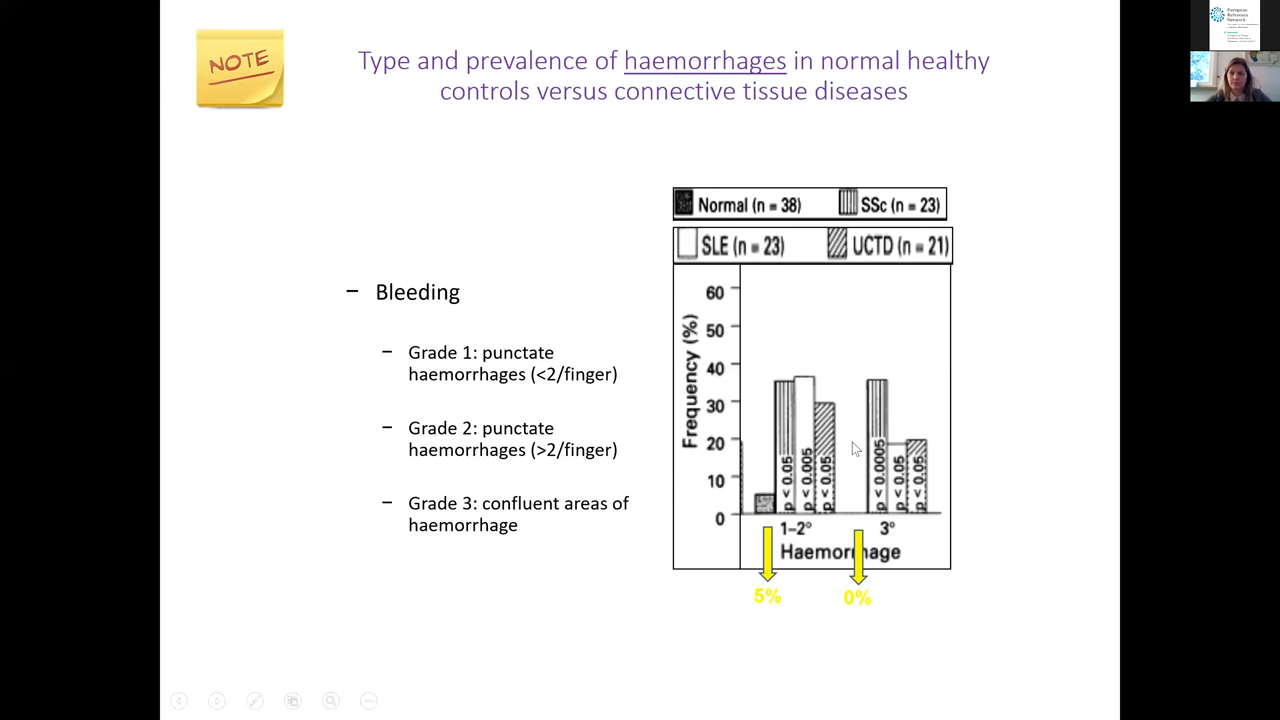 NOTE
Type and prevalence of haemorrhages in normal healthy
controls versus connective tissue diseases
− Bleeding
− Grade 1: punctate
haemorrhages (<2/finger)
− Grade 2: punctate
haemorrhages (>2/finger)
− Grade 3: confluent areas of
haemorrhage
Normal (n = 38) SSc (n = 23)
SLE (n = 23) UCTD (n = 21)
Frequency (%)
60
50
40
30
20
10
0
p < 0.05
p < 0.005
p < 0.05
p < 0.0005
p < 0.05
p < 0.05
1–2° 3°
Haemorrhage
5% 0%
European
Reference
Network